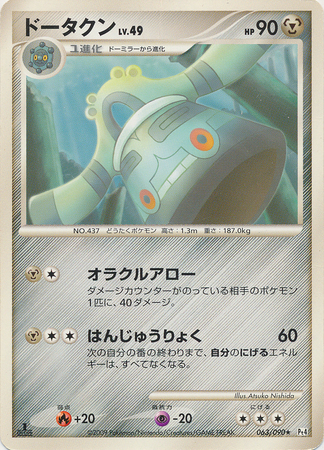 ドータクン LV.49
HP 90
1進化 ドーミラーから進化
NO.437 どうたくポケモン 高さ：1.3m 重さ：187.0kg
オラクルアロー
ダメージカウンターがのっている相手のポケモン
1匹に、40ダメージ。
はんじゅうりょく 60
次の自分の番の終わりまで、自分のにげるエネル
ギーは、すべてなくなる。
Illus.Atsuko Nishida
弱点 抵抗力 にげる
+20 -20
©2009 Pokémon/Nintendo/Creatures/GAME FREAK.
063/090★ Pt4